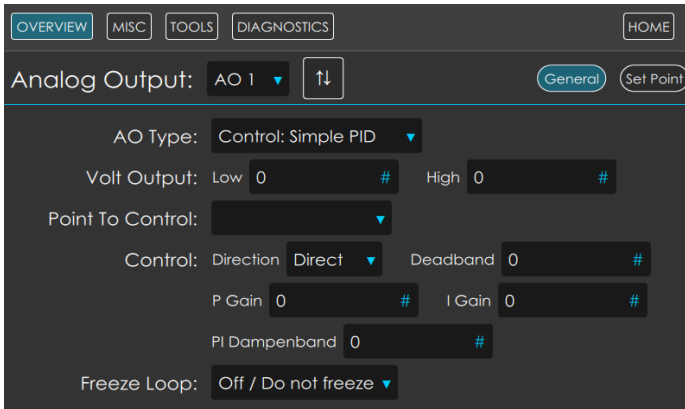 OVERVIEW MISC TOOLS DIAGNOSTICS HOME
Analog Output: AO 1 General Set Point
AO Type: Control: Simple PID
Volt Output: Low 0 # High 0 #
Point To Control:
Control: Direction Direct Deadband 0 #
P Gain 0 # I Gain 0 #
PI Dampenband 0 #
Freeze Loop: Off / Do not freeze